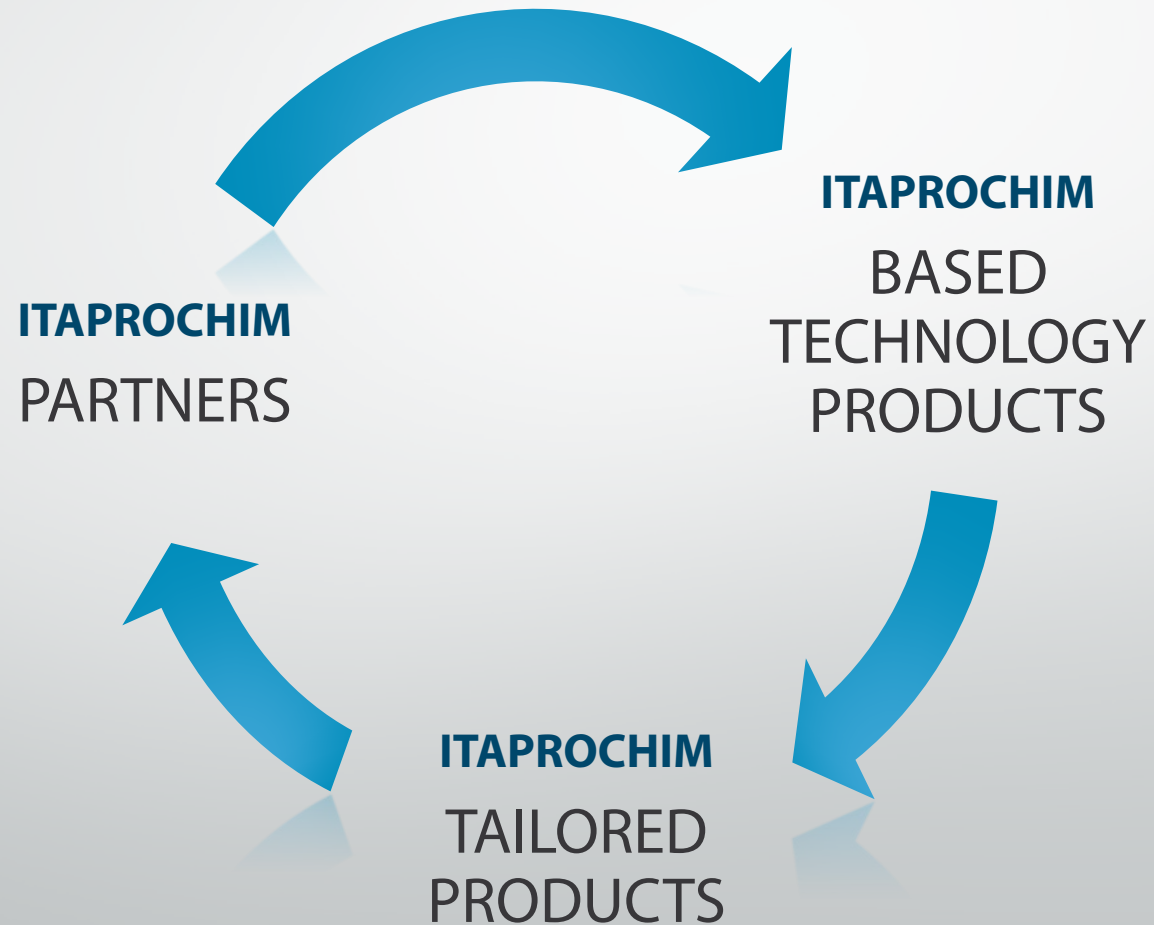 ITAPROCHIM
PARTNERS
ITAPROCHIM
BASED
TECHNOLOGY
PRODUCTS
ITAPROCHIM
TAILORED
PRODUCTS